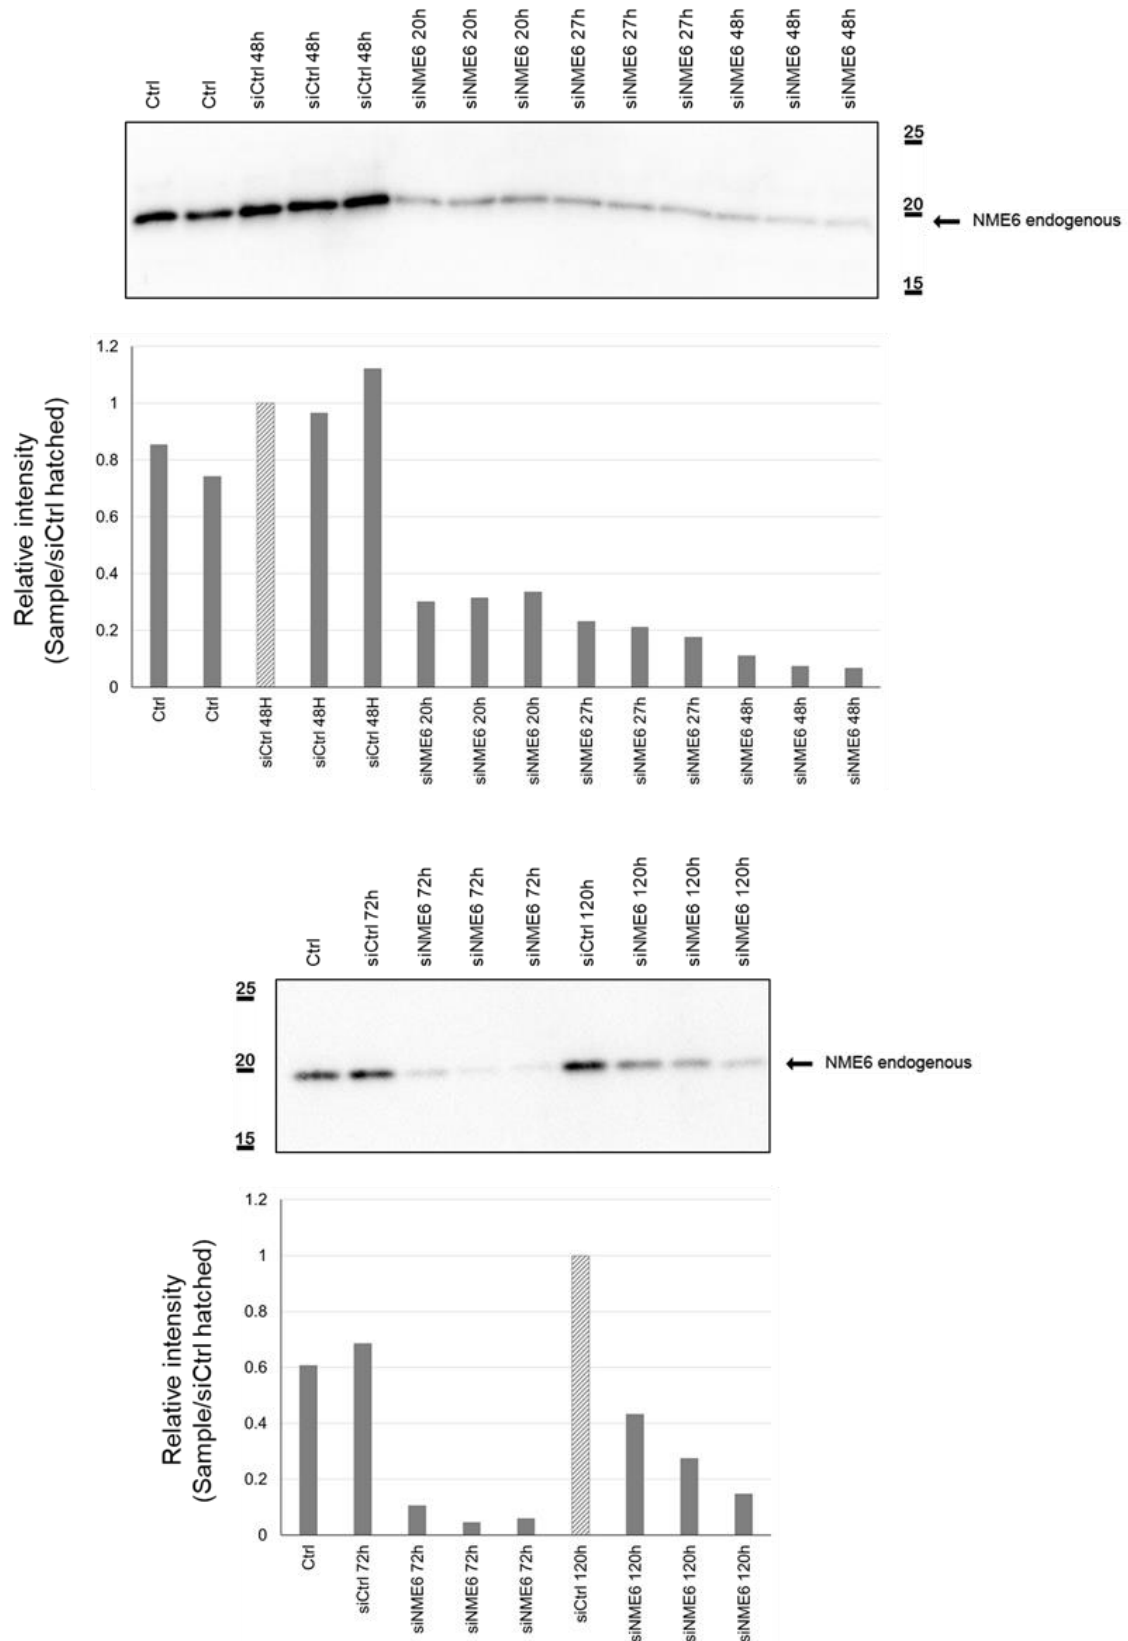 Ctrl
Ctrl
siCtrl 48h
siCtrl 48h
siCtrl 48h
siNME6 20h
siNME6 20h
siNME6 20h
siNME6 27h
siNME6 27h
siNME6 27h
siNME6 48h
siNME6 48h
siNME6 48h
25
20
15
NME6 endogenous
Relative intensity
(Sample/siCtrl hatched)
1.2
1
0.8
0.6
0.4
0.2
0
Ctrl
Ctrl
siCtrl 48H
siCtrl 48H
siCtrl 48H
siNME6 20h
siNME6 20h
siNME6 20h
siNME6 27h
siNME6 27h
siNME6 27h
siNME6 48h
siNME6 48h
siNME6 48h
Ctrl
siCtrl 72h
siNME6 72h
siNME6 72h
siNME6 72h
siCtrl 120h
siNME6 120h
siNME6 120h
siNME6 120h
25
20
15
NME6 endogenous
Relative intensity
(Sample/siCtrl hatched)
1.2
1
0.8
0.6
0.4
0.2
0
Ctrl
siCtrl 72h
siNME6 72h
siNME6 72h
siNME6 72h
siCtrl 120h
siNME6 120h
siNME6 120h
siNME6 120h